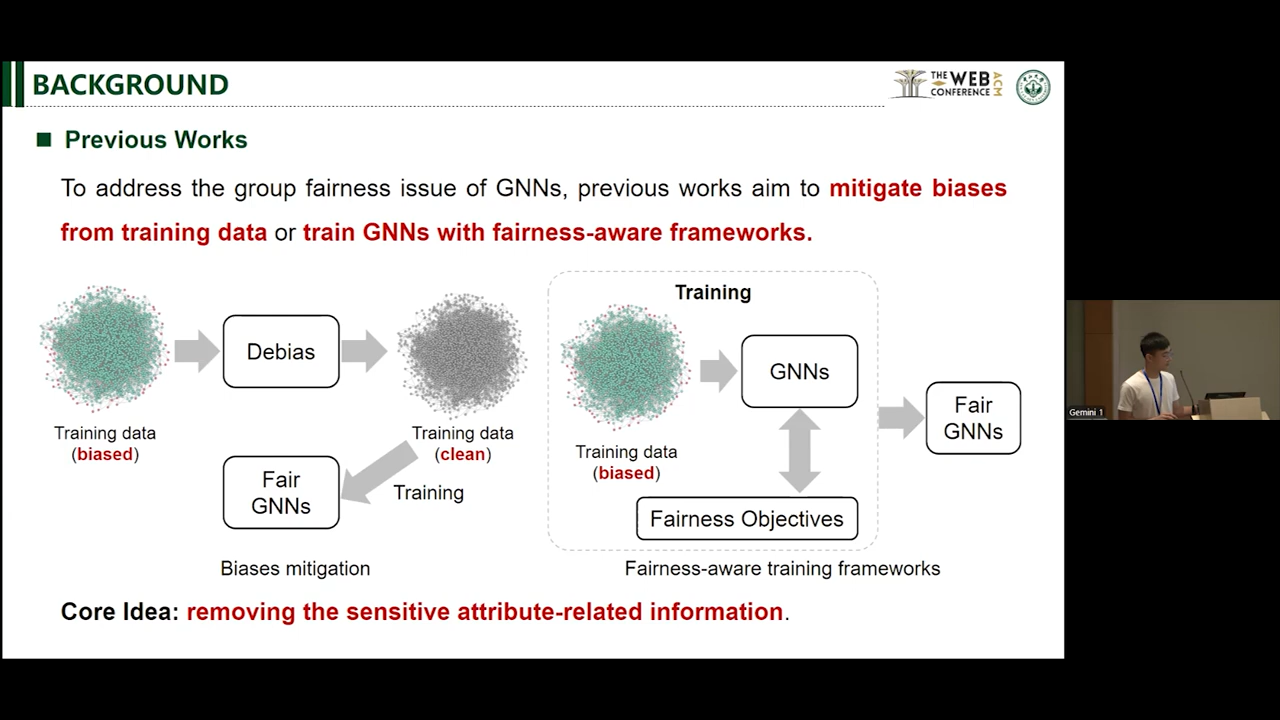 BACKGROUND
THE WEB CONFERENCE ACM
Previous Works
To address the group fairness issue of GNNs, previous works aim to mitigate biases
from training data or train GNNs with fairness-aware frameworks.
Training data
(biased)
Debias
Training data
(clean)
Training
Fair
GNNs
Biases mitigation
Training
Training data
(biased)
GNNs
Fairness Objectives
Fair
GNNs
Fairness-aware training frameworks
Core Idea: removing the sensitive attribute-related information.
Gemini 1